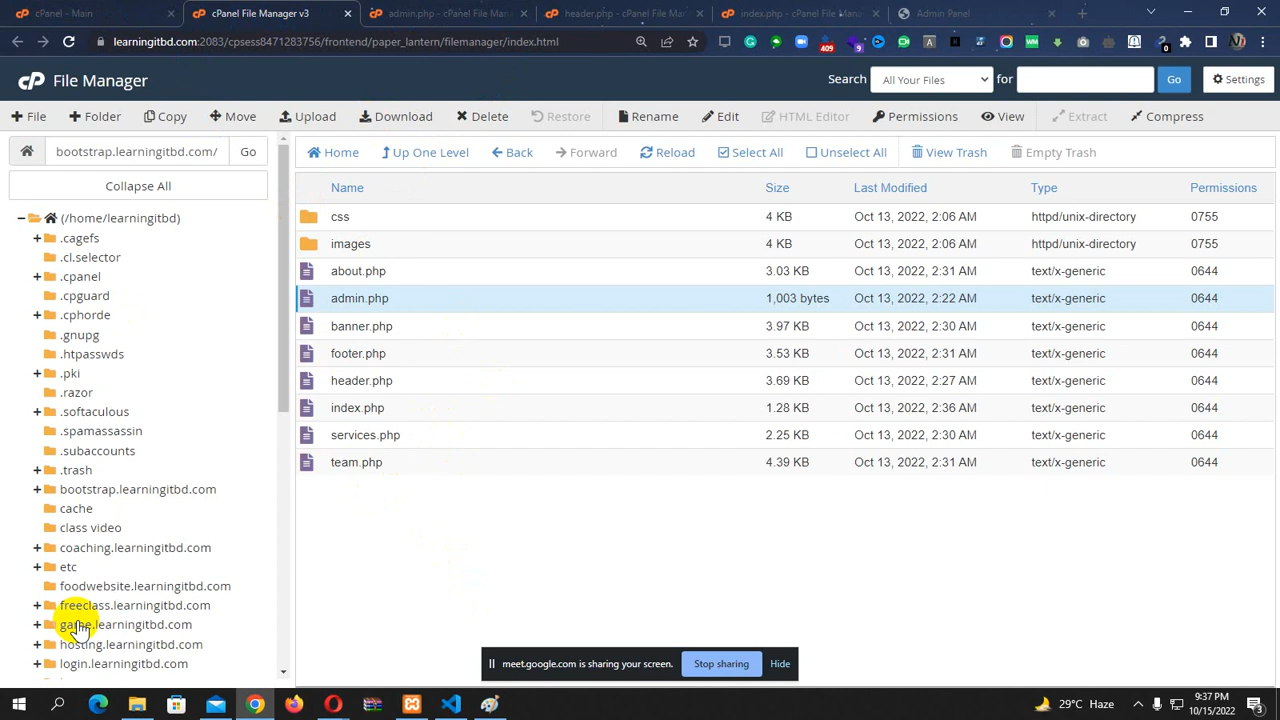 cPanel - Main
cPanel File Manager v3
admin.php - cPanel File Man
header.php - cPanel File Ma
index.php - cPanel File Mana
Admin Panel
learningitbd.com:2083/cpsess8471283756/frontend/paper_lantern/filemanager/index.html
File Manager
Search All Your Files for Go Settings
File Folder Copy Move Upload Download Delete Restore Rename Edit HTML Editor Permissions View Extract Compress
bootstrap.learningitbd.com/ Go
Home Up One Level Back Forward Reload Select All Unselect All View Trash Empty Trash
Collapse All
(/home/learningitbd)
.cagefs
.cl.selector
.cpanel
.cpguard
.cphorde
.gnupg
.htpasswds
.pki
.razor
.softaculous
.spamassassin
.subaccounts
.trash
bootstrap.learningitbd.com
cache
class video
coaching.learningitbd.com
etc
foodwebsite.learningitbd.com
freeclass.learningitbd.com
game.learningitbd.com
hosting.learningitbd.com
login.learningitbd.com
Name Size Last Modified Type Permissions
css 4 KB Oct 13, 2022, 2:06 AM httpd/unix-directory 0755
images 4 KB Oct 13, 2022, 2:06 AM httpd/unix-directory 0755
about.php 3.03 KB Oct 13, 2022, 2:31 AM text/x-generic 0644
admin.php 1,003 bytes Oct 13, 2022, 2:22 AM text/x-generic 0644
banner.php 3.97 KB Oct 13, 2022, 2:30 AM text/x-generic 0644
footer.php 3.53 KB Oct 13, 2022, 2:31 AM text/x-generic 0644
header.php 3.69 KB Oct 13, 2022, 2:27 AM text/x-generic 0644
index.php 1.28 KB Oct 13, 2022, 2:36 AM text/x-generic 0644
services.php 2.25 KB Oct 13, 2022, 2:30 AM text/x-generic 0644
team.php 4.39 KB Oct 13, 2022, 2:31 AM text/x-generic 0644
meet.google.com is sharing your screen. Stop sharing Hide
29°C Haze
9:37 PM
10/15/2022